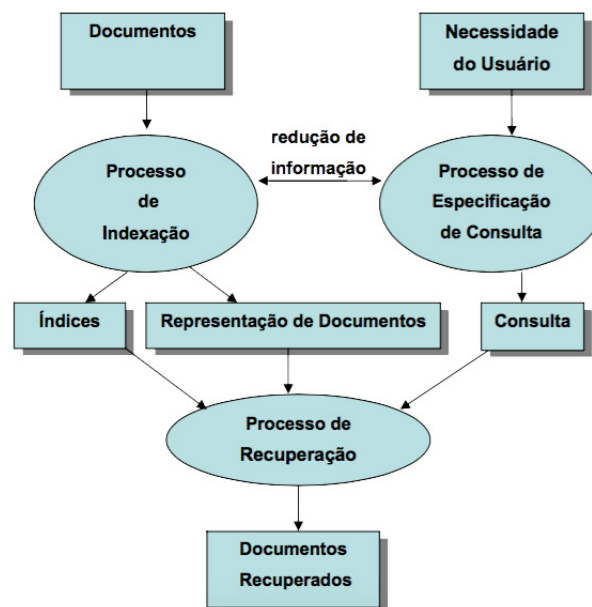 Documentos
Necessidade
do Usuário
redução de
informação
Processo
de
Indexação
Processo de
Especificação
de Consulta
Índices
Representação de Documentos
Consulta
Processo de
Recuperação
Documentos
Recuperados